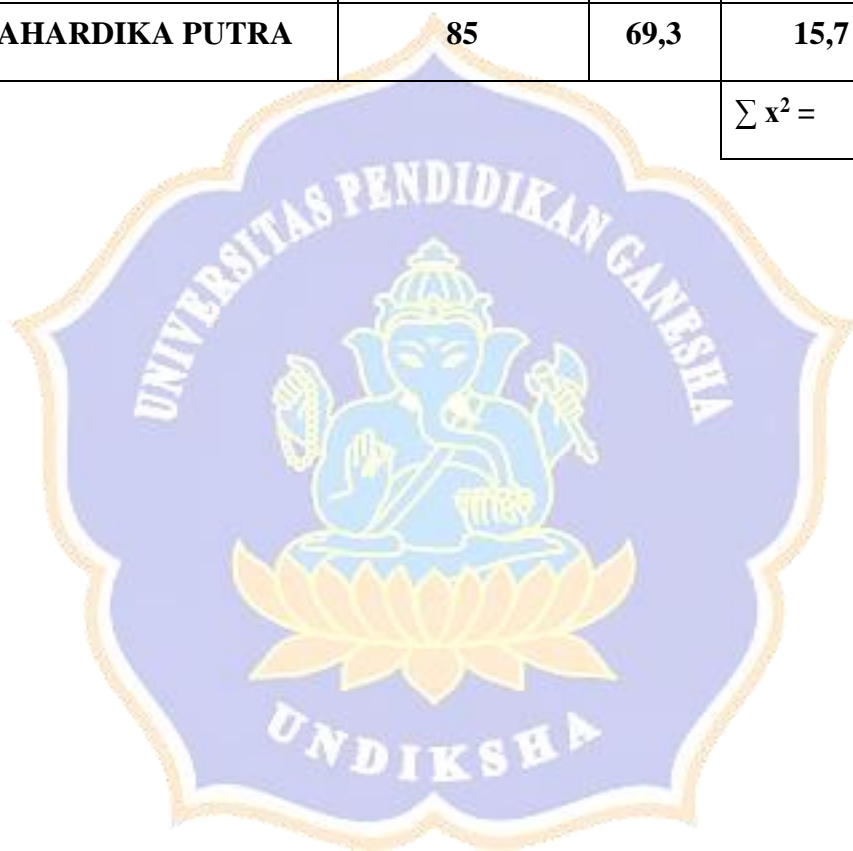 AHARDIKA PUTRA 85 69,3 15,7
∑ x² =
UNIVERSITAS PENDIDIKAN GANESHA
UNDIKSHA